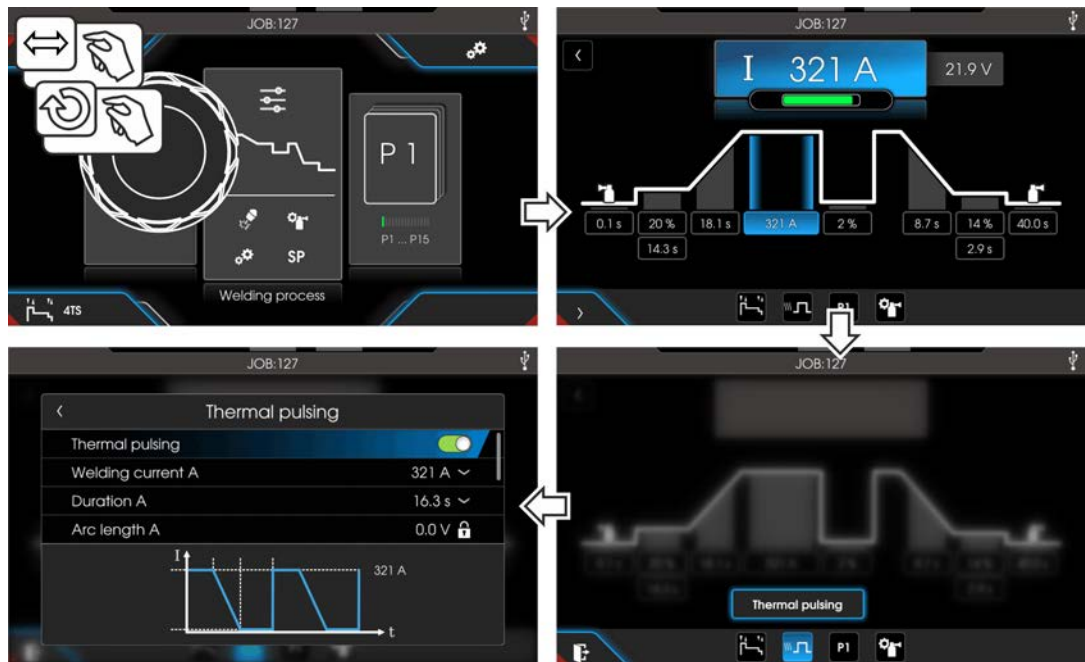 JOB:127
P 1
P1 ... P15
SP
Welding process
4TS
JOB:127
I 321 A
21.9 V
0.1 s
20 %
18.1 s
321 A
2 %
8.7 s
14 %
40.0 s
14.3 s
2.9 s
P1
JOB:127
Thermal pulsing
Thermal pulsing
Welding current A 321 A
Duration A 16.3 s
Arc length A 0.0 V
I
321 A
t
JOB:127
Thermal pulsing
P1